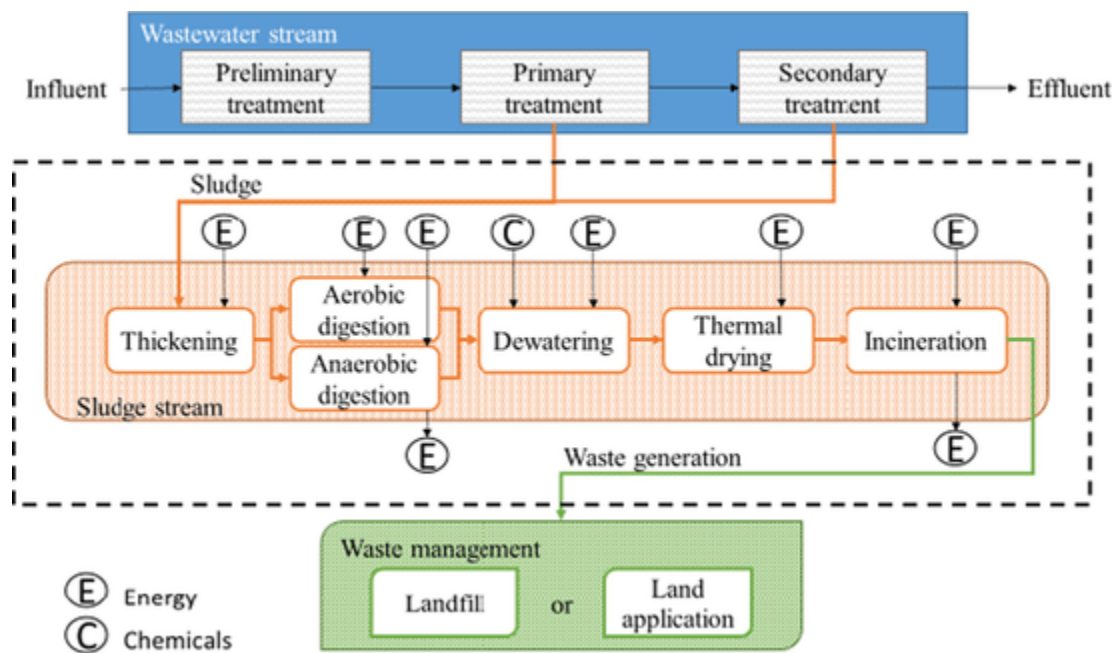 Wastewater stream
Influent
Preliminary
treatment
Primary
treatment
Secondary
treatment
Effluent
Sludge
E
E
E
C
E
E
E
Thickening
Aerobic
digestion
Anaerobic
digestion
Dewatering
Thermal
drying
Incineration
Sludge stream
E
E
Waste generation
Waste management
Landfill
or
Land
application
E Energy
C Chemicals